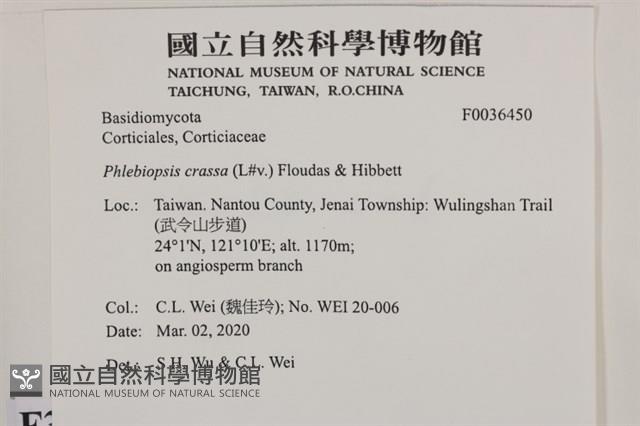 國立自然科學博物館
NATIONAL MUSEUM OF NATURAL SCIENCE
TAICHUNG, TAIWAN, R.O.CHINA
Basidiomycota F0036450
Corticiales, Corticiaceae
Phlebiopsis crassa (L#v.) Floudas & Hibbett
Loc.: Taiwan. Nantou County, Jenai Township: Wulingshan Trail
(武令山步道)
24°1'N, 121°10'E; alt. 1170m;
on angiosperm branch
Col.: C.L. Wei (魏佳玲); No. WEI 20-006
Date: Mar. 02, 2020
Det.: S.H. Wu & C.L. Wei
國立自然科學博物館
NATIONAL MUSEUM OF NATURAL SCIENCE